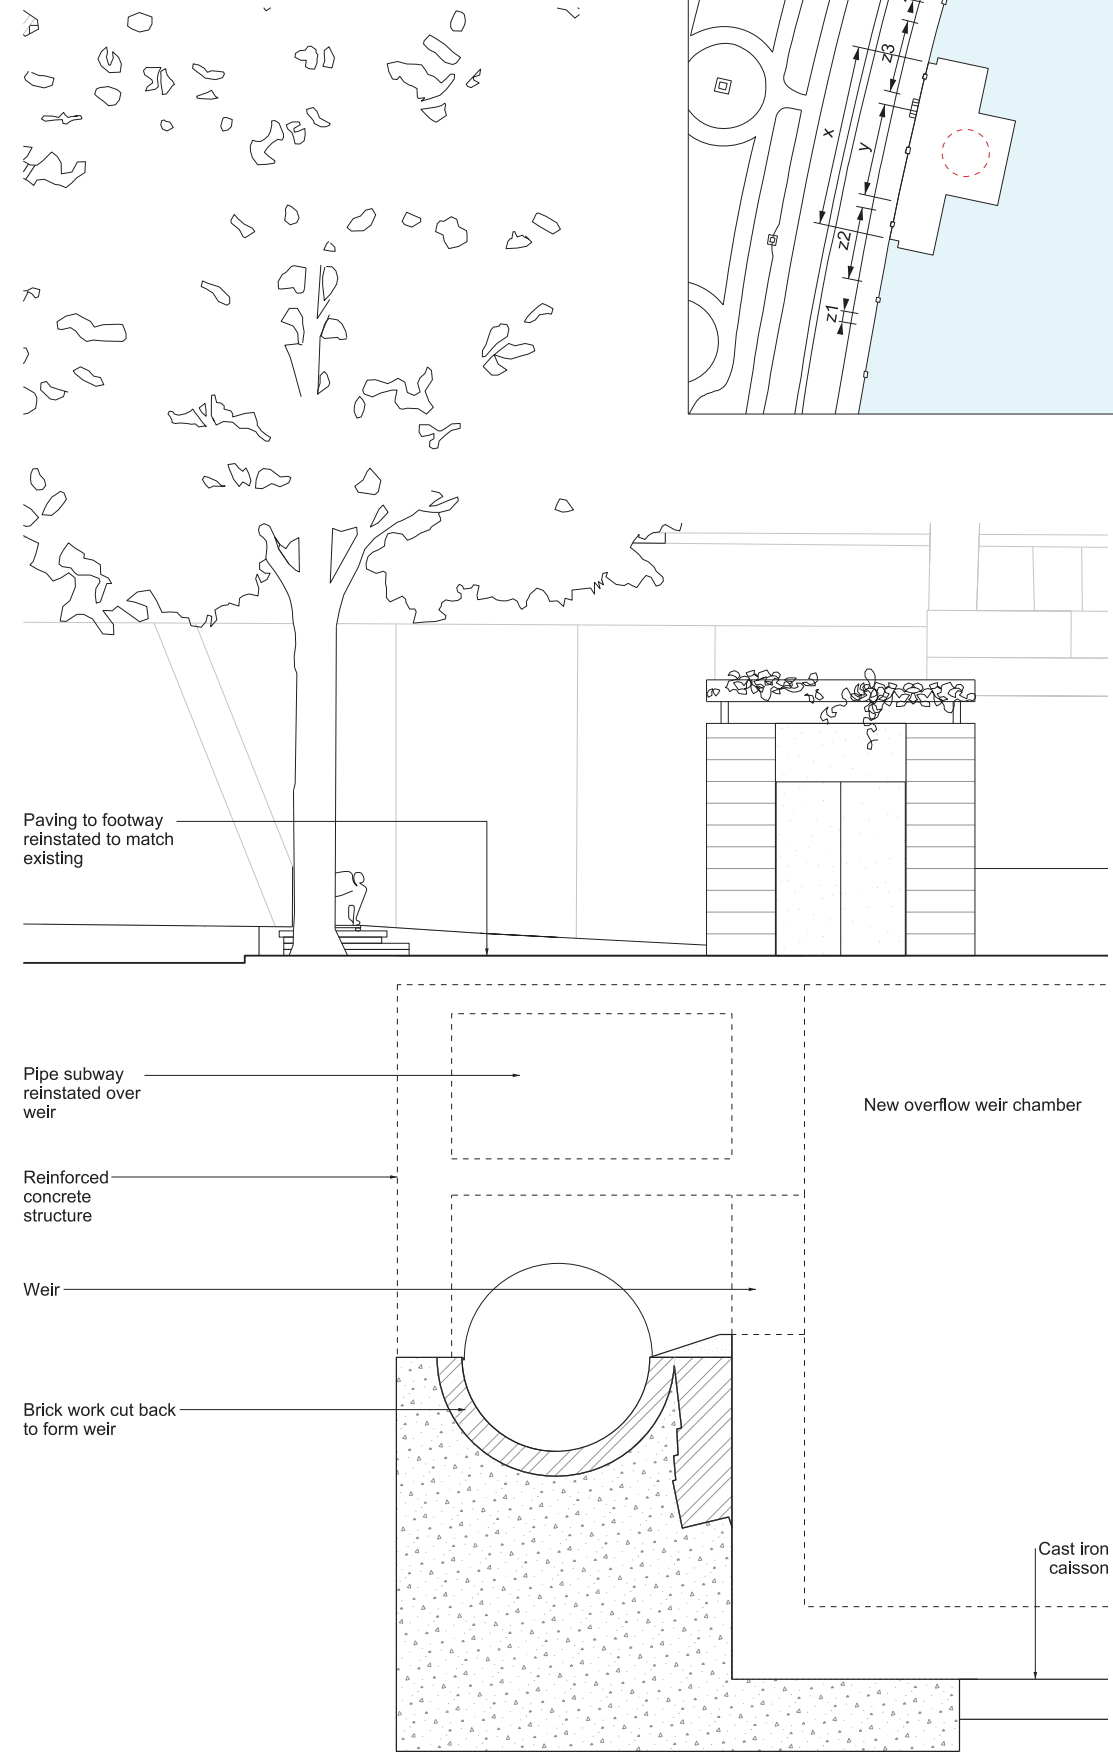 z3
x
y
z2
z1
Paving to footway
reinstated to match
existing
Pipe subway
reinstated over
weir
New overflow weir chamber
Reinforced
concrete
structure
Weir
Brick work cut back
to form weir
Cast iron
caisson